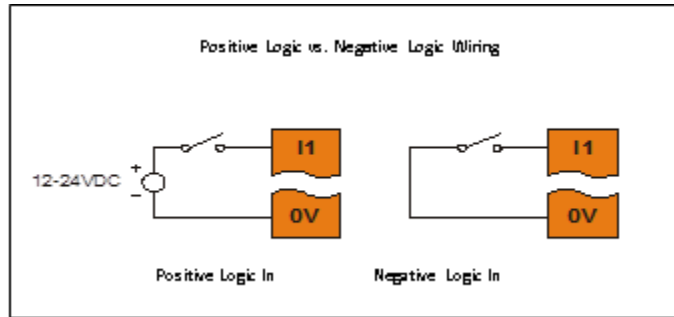 Positive Logic vs. Negative Logic Wiring
I1
I1
+
12-24VDC
–
0V
0V
Positive Logic In
Negative Logic In